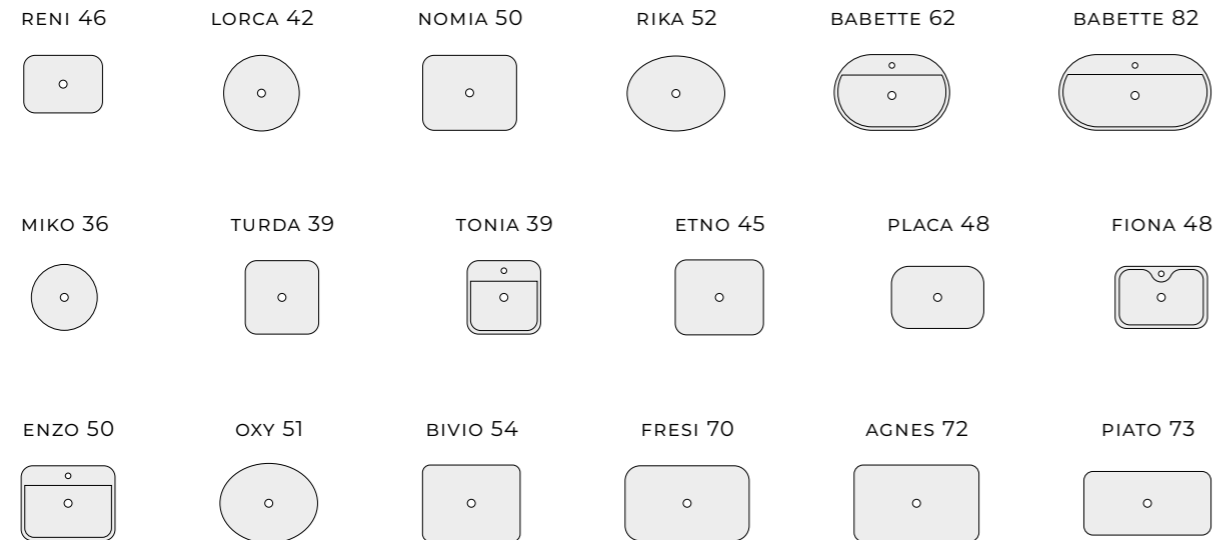 RENI 46 LORCA 42 NOMIA 50 RIKA 52 BABETTE 62 BABETTE 82
MIKO 36 TURDA 39 TONIA 39 ETNO 45 PLACA 48 FIONA 48
ENZO 50 OXY 51 BIVIO 54 FRESI 70 AGNES 72 PIATO 73